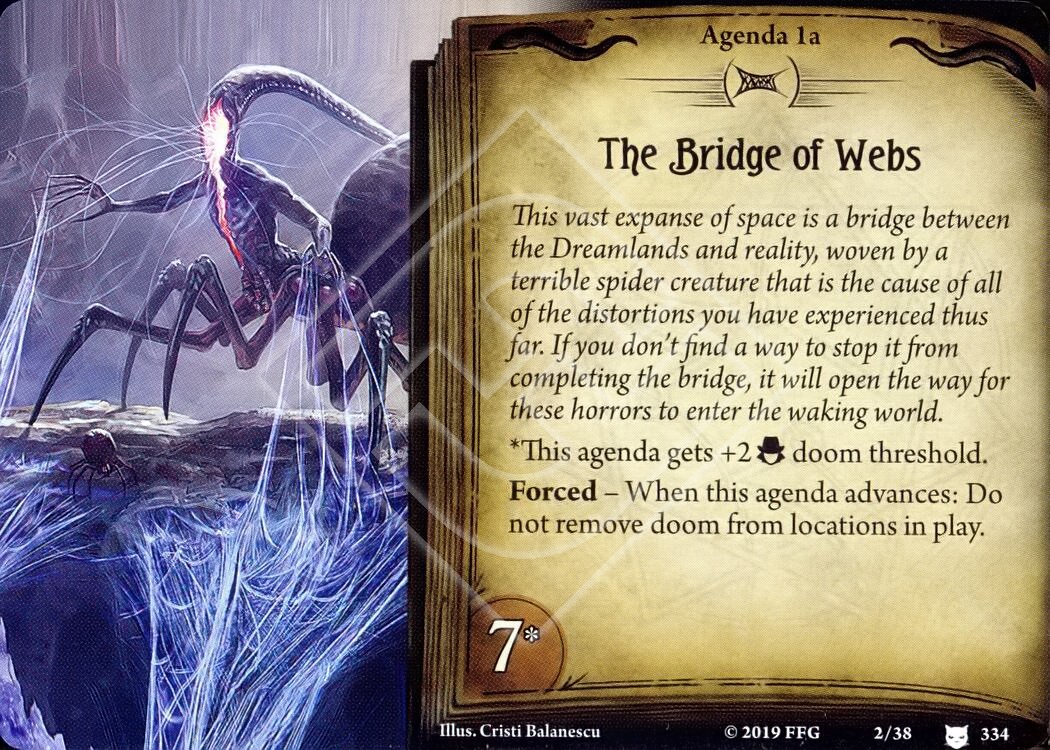 Agenda 1a
The Bridge of Webs
This vast expanse of space is a bridge between
the Dreamlands and reality, woven by a
terrible spider creature that is the cause of all
of the distortions you have experienced thus
far. If you don't find a way to stop it from
completing the bridge, it will open the way for
these horrors to enter the waking world.
*This agenda gets +2 doom threshold.
Forced – When this agenda advances: Do
not remove doom from locations in play.
7*
Illus. Cristi Balanescu © 2019 FFG 2/38 334